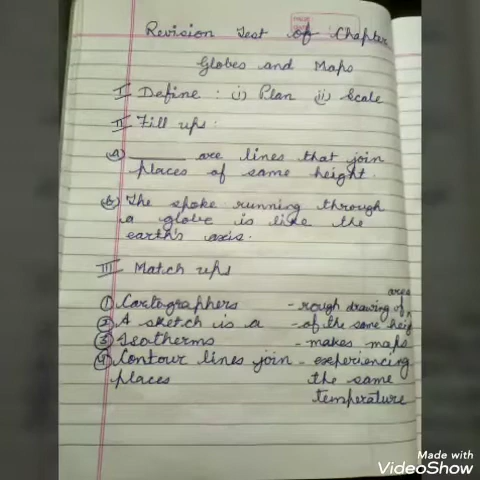 Revision Test of Chapter
Globes and Maps
I Define : (i) Plan (ii) Scale
II Fill ups :
(a) ______ are lines that join
places of same height.
(b) The spoke running through
a globe is like the
earth's axis.
III Match ups
① Cartographers - rough drawing of area
② A sketch is a - of the same heig
③ Isotherms - makes maps
④ Contour lines join - experiencing
places the same
temperature
Made with
VideoShow